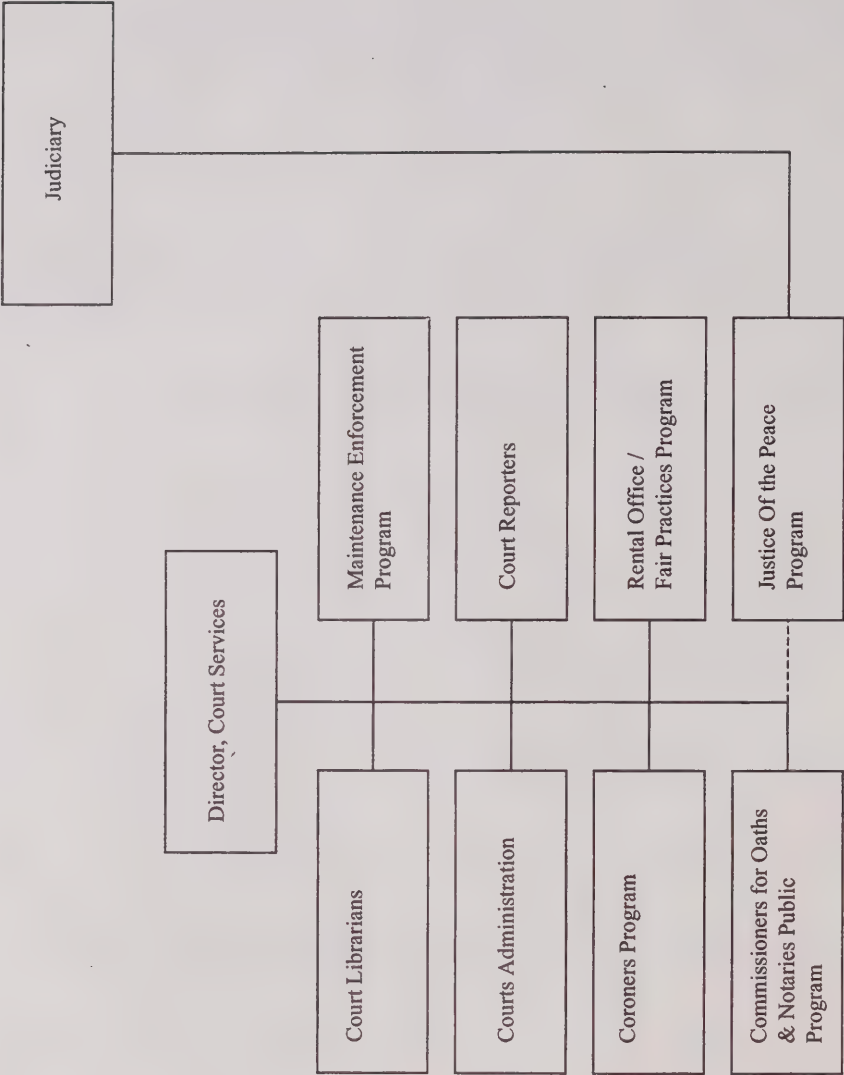 Judiciary
Director, Court Services
Court Librarians
Maintenance Enforcement
Program
Courts Administration
Court Reporters
Coroners Program
Rental Office /
Fair Practices Program
Commissioners for Oaths
& Notaries Public
Program
Justice Of the Peace
Program